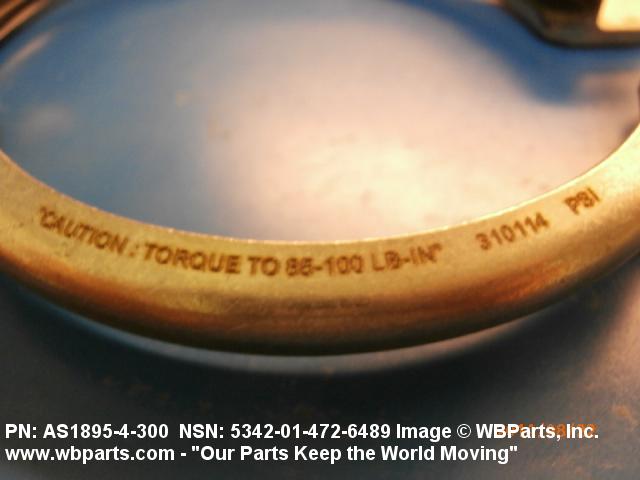 "CAUTION : TORQUE TO 85-100 LB-IN" 310114 PSI
PN: AS1895-4-300 NSN: 5342-01-472-6489 Image © WBParts, Inc.
www.wbparts.com - "Our Parts Keep the World Moving"